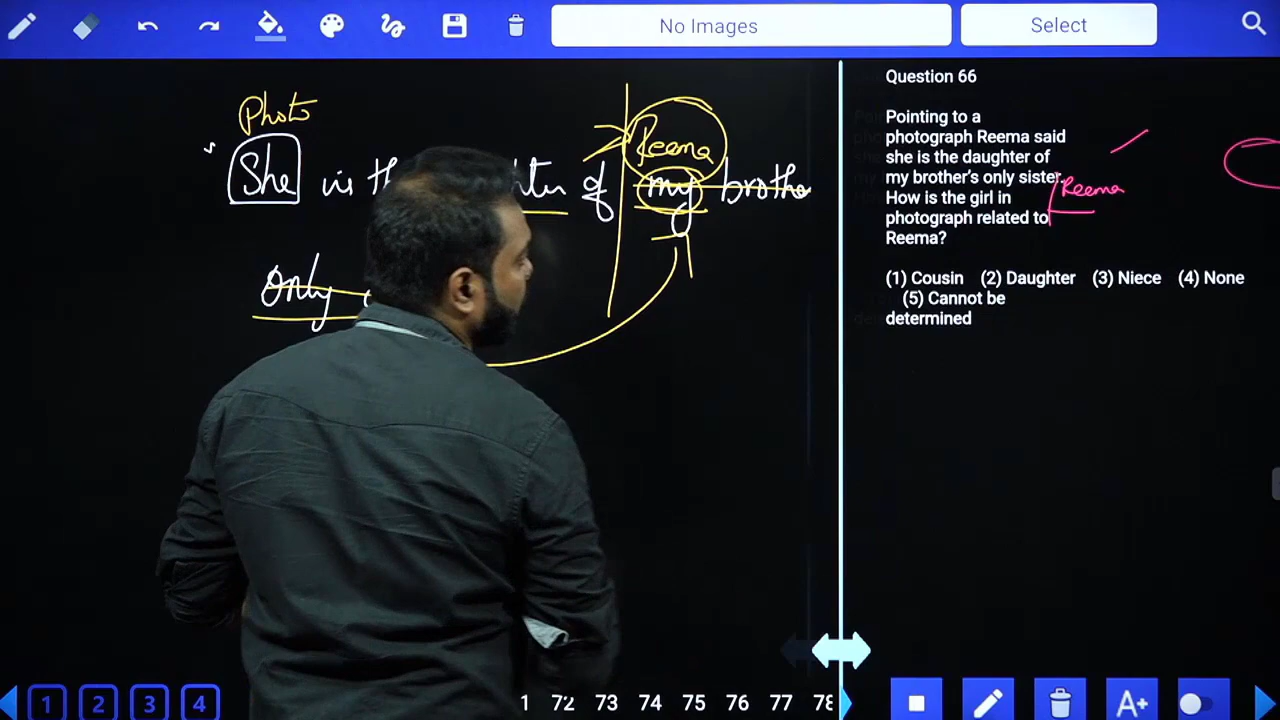 No Images
Select
Photo
Reema
She is th ter of my brothe
Only
Question 66
Pointing to a
photograph Reema said
she is the daughter of
my brother's only sister.
Reema
How is the girl in
photograph related to
Reema?
(1) Cousin (2) Daughter (3) Niece (4) None
(5) Cannot be
determined
1 2 3 4
1 72 73 74 75 76 77 78
A+